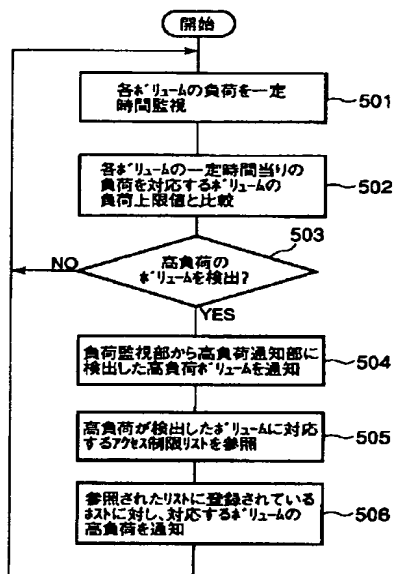 開始
各ボリュームの負荷を一定
時間監視
501
各ボリュームの一定時間当りの
負荷を対応するボリュームの
負荷上限値と比較
502
503
高負荷の
ボリュームを検出?
NO
YES
負荷監視部から高負荷通知部に
検出した高負荷ボリュームを通知
504
高負荷が検出したボリュームに対応
するアクセス制限リストを参照
505
参照されたリストに登録されている
ホストに対し、対応するボリュームの
高負荷を通知
506